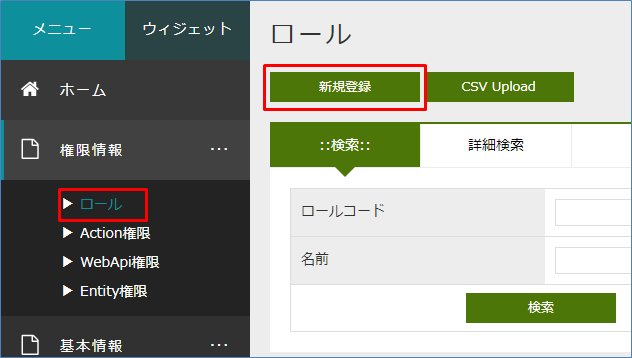 メニュー
ウィジェット
ホーム
権限情報
...
▶ ロール
▶ Action権限
▶ WebApi権限
▶ Entity権限
基本情報
...
ロール
新規登録
CSV Upload
::検索::
詳細検索
ロールコード
名前
検索